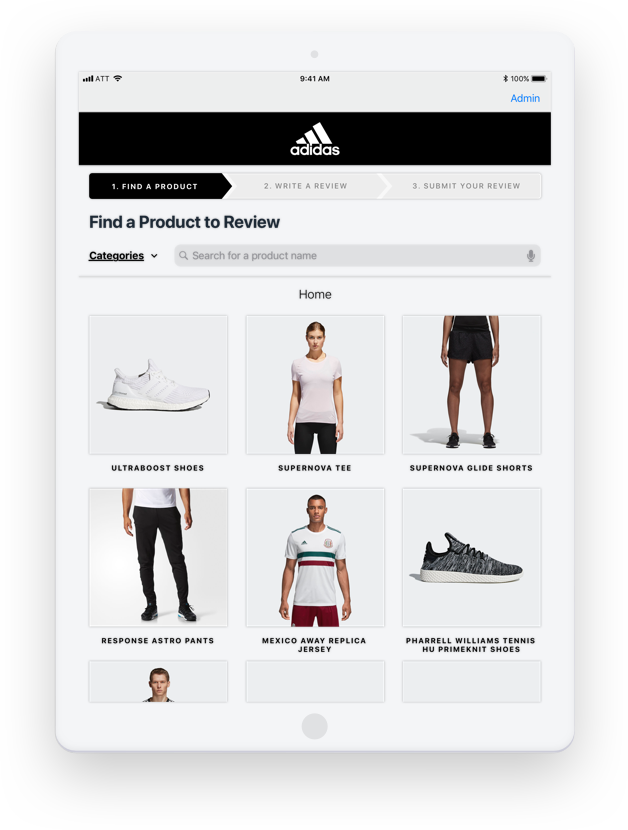 ATT
9:41 AM
100%
Admin
adidas
1. FIND A PRODUCT
2. WRITE A REVIEW
3. SUBMIT YOUR REVIEW
Find a Product to Review
Categories
Search for a product name
Home
ULTRABOOST SHOES
SUPERNOVA TEE
SUPERNOVA GLIDE SHORTS
RESPONSE ASTRO PANTS
MEXICO AWAY REPLICA
JERSEY
PHARRELL WILLIAMS TENNIS
HU PRIMEKNIT SHOES